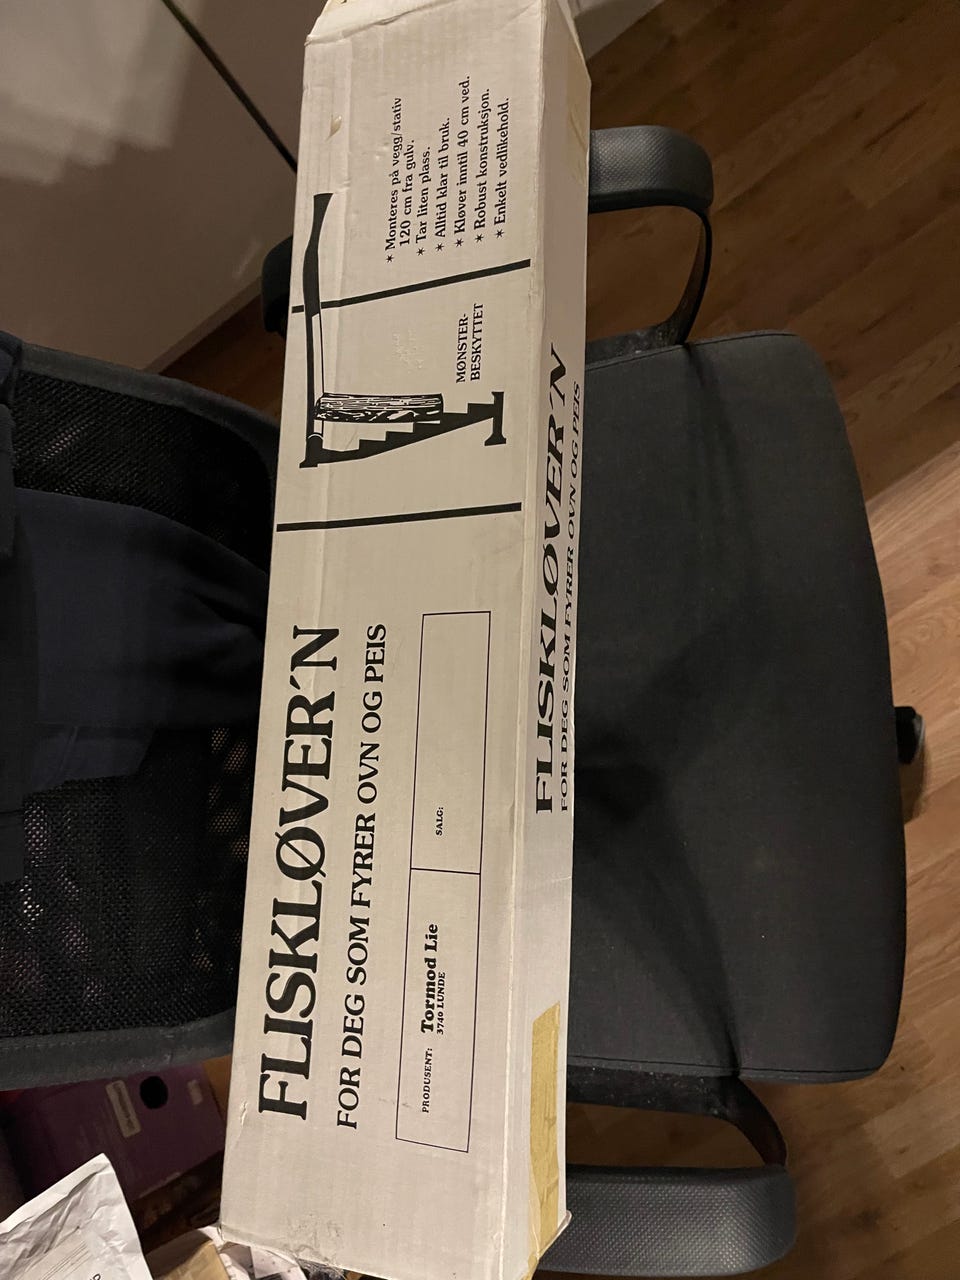 FLISKLØVER´N
FOR DEG SOM FYRER OVN OG PEIS
PRODUSENT: Tormod Lie
3740 LUNDE
SALG:
MØNSTER-
BESKYTTET
* Monteres på vegg/stativ
120 cm fra gulv.
* Tar liten plass.
* Alltid klar til bruk.
* Kløver inntil 40 cm ved.
* Robust konstruksjon.
* Enkelt vedlikehold.
FLISKLØVER´N
FOR DEG SOM FYRER OVN OG PEIS